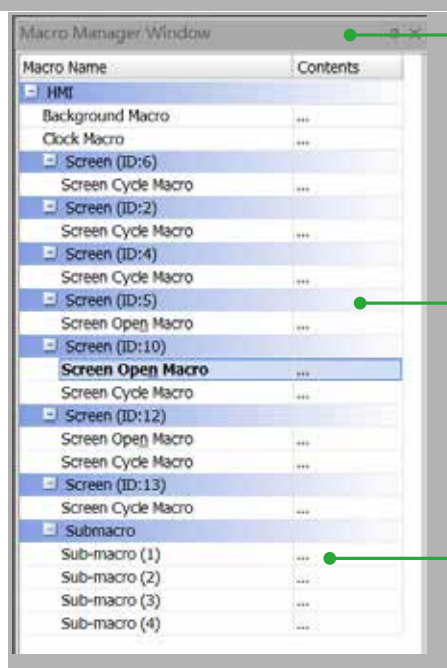 Macro Manager Window
Macro Name Contents
HMI
Background Macro ...
Clock Macro ...
Screen (ID:6)
Screen Cycle Macro ...
Screen (ID:2)
Screen Cycle Macro ...
Screen (ID:4)
Screen Cycle Macro ...
Screen (ID:5)
Screen Open Macro ...
Screen (ID:10)
Screen Open Macro ...
Screen Cycle Macro ...
Screen (ID:12)
Screen Open Macro ...
Screen Cycle Macro ...
Screen (ID:13)
Screen Cycle Macro ...
Submacro
Sub-macro (1) ...
Sub-macro (2) ...
Sub-macro (3) ...
Sub-macro (4) ...